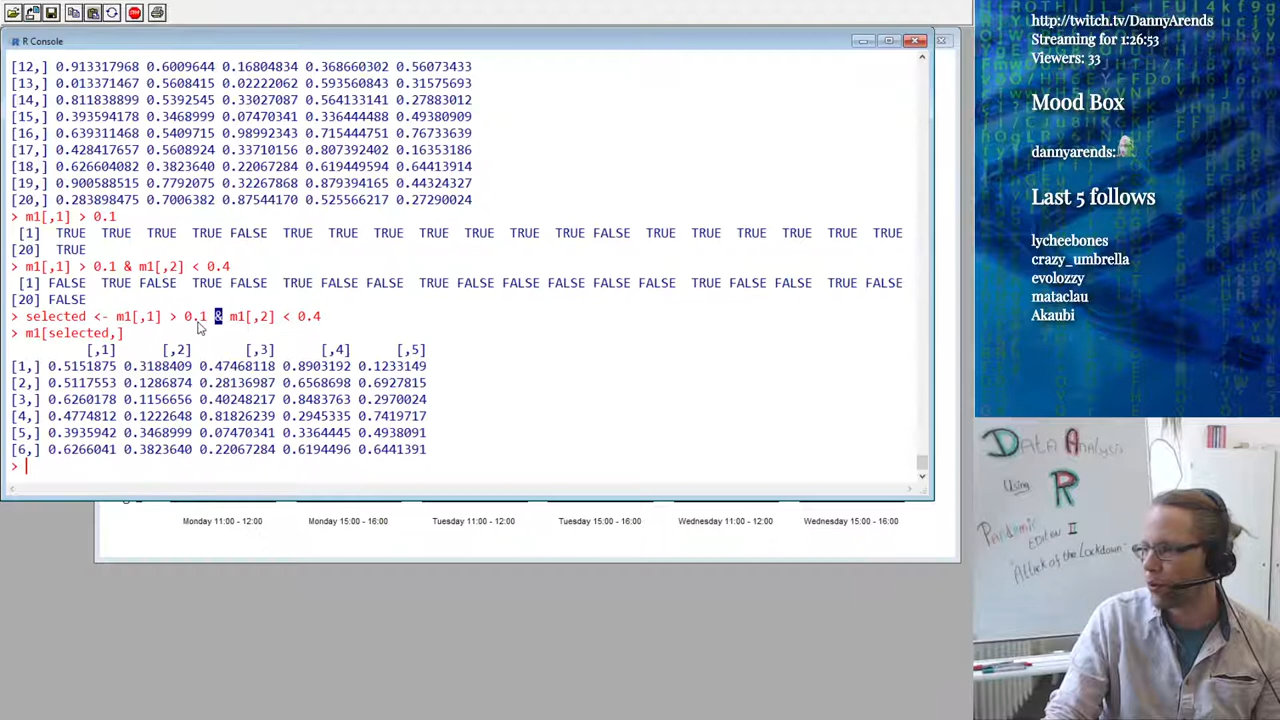 R Console
[12,] 0.913317968 0.6009644 0.16804834 0.560734433
[13,] 0.013371467 0.5608415 0.02222062 0.593560843 0.31575693
[14,] 0.811838899 0.5392545 0.33027087 0.564133141 0.27883012
[15,] 0.393594178 0.3468999 0.07470341 0.336444488 0.49380909
[16,] 0.639311468 0.5409715 0.98992343 0.715444751 0.76733639
[17,] 0.428417657 0.5608924 0.33710156 0.807392402 0.16353186
[18,] 0.626604082 0.3823640 0.22067284 0.619449594 0.64413914
[19,] 0.900588515 0.7792075 0.32267868 0.879394165 0.44324327
[20,] 0.283898475 0.7006382 0.87544170 0.525566217 0.27290024
> m1[,1] > 0.1
[1] TRUE TRUE TRUE TRUE FALSE TRUE TRUE TRUE TRUE TRUE TRUE TRUE FALSE TRUE TRUE TRUE TRUE TRUE TRUE
[20] TRUE
> m1[,1] > 0.1 & m1[,2] < 0.4
[1] FALSE TRUE FALSE TRUE FALSE TRUE FALSE FALSE TRUE FALSE TRUE FALSE FALSE FALSE TRUE FALSE FALSE TRUE FALSE
[20] FALSE
> selected <- m1[,1] > 0.1 & m1[,2] < 0.4
> m1[selected,]
[,1] [,2] [,3] [,4] [,5]
[1,] 0.5151875 0.3188409 0.47468118 0.8903192 0.1233149
[2,] 0.5117553 0.1286874 0.28136987 0.6568698 0.6927815
[3,] 0.6260178 0.1156656 0.40248217 0.8483763 0.2970024
[4,] 0.4774812 0.1222648 0.81826239 0.2945335 0.7419717
[5,] 0.3935942 0.3468999 0.07470341 0.3364445 0.4938091
[6,] 0.6266041 0.3823640 0.22067284 0.6194496 0.6441391
>
Monday 11:00 - 12:00 Monday 15:00 - 16:00 Tuesday 11:00 - 12:00 Tuesday 15:00 - 16:00 Wednesday 11:00 - 12:00 Wednesday 15:00 - 16:00
http://twitch.tv/DannyArends
Streaming for 1:26:53
Viewers: 33
Mood Box
dannyarends:
Last 5 follows
lycheebones
crazy_umbrella
evolozzy
mataclau
Akaubi
Data Analysis
Using
R
Pandemic
Edition II
"Attack of the Lockdown"